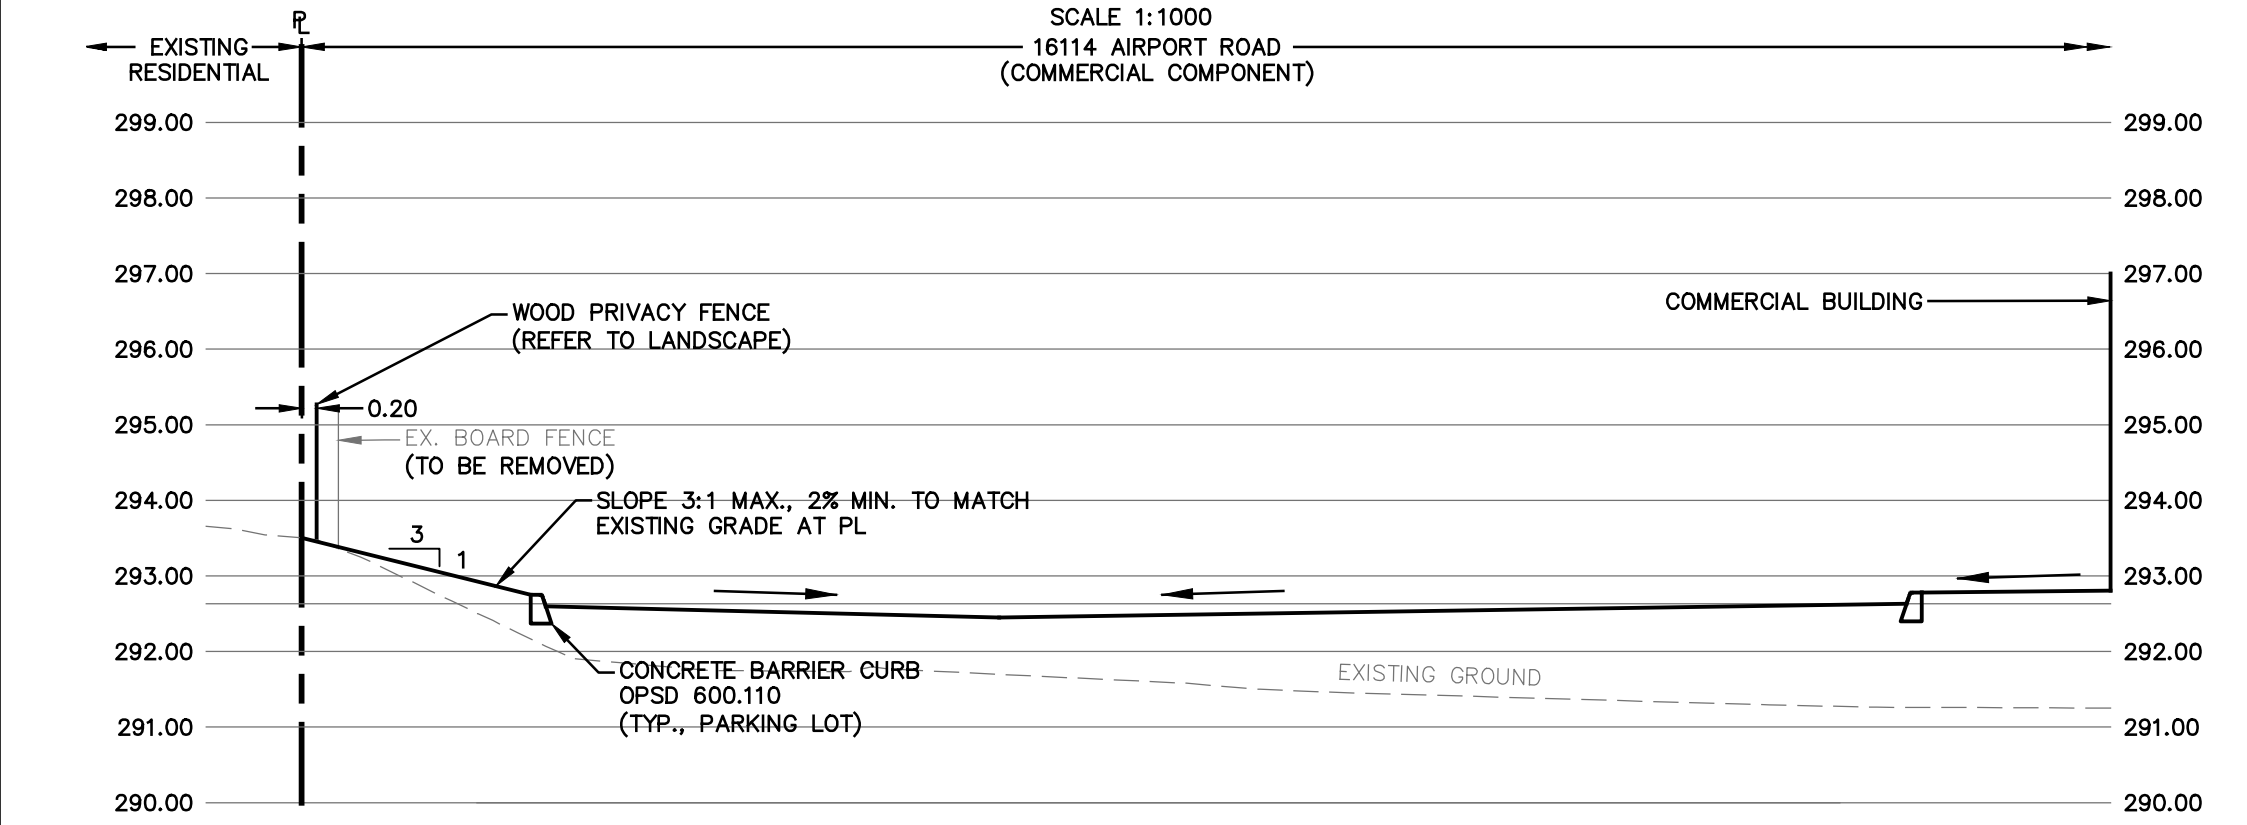 PL
SCALE 1:1000
EXISTING
RESIDENTIAL
16114 AIRPORT ROAD
(COMMERCIAL COMPONENT)
299.00 299.00
298.00 298.00
297.00 297.00
COMMERCIAL BUILDING
WOOD PRIVACY FENCE
(REFER TO LANDSCAPE)
296.00 296.00
0.20
295.00 295.00
EX. BOARD FENCE
(TO BE REMOVED)
294.00 294.00
SLOPE 3:1 MAX., 2% MIN. TO MATCH
EXISTING GRADE AT PL
3
1
293.00 293.00
292.00 292.00
CONCRETE BARRIER CURB
OPSD 600.110
(TYP., PARKING LOT)
EXISTING GROUND
291.00 291.00
290.00 290.00